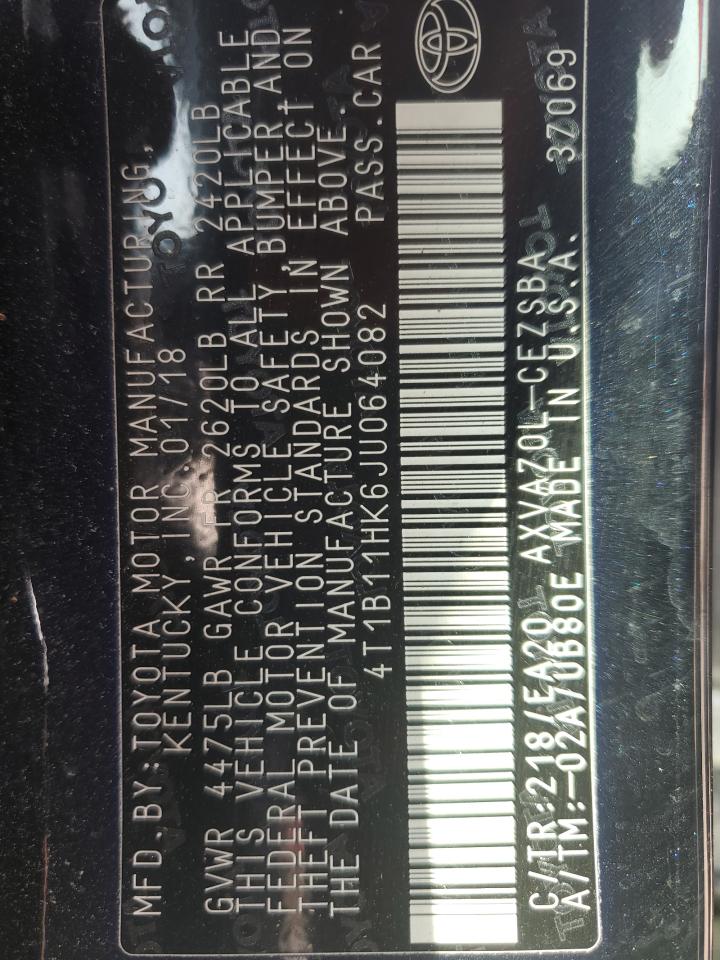 MFD.BY:TOYOTA MOTOR MANUFACTURING,
KENTUCKY, INC. 01/18
GVWR 4475LB GAWR FR 2620LB RR 2420LB
THIS VEHICLE CONFORMS TO ALL APPLICABLE
FEDERAL MOTOR VEHICLE SAFETY, BUMPER, AND
THEFT PREVENTION STANDARDS IN EFFECT ON
THE DATE OF MANUFACTURE SHOWN ABOVE.
4T1B11HK6JU064082 PASS.CAR
C/TR:218/EA20 AXVA70L-CEZSBA
A/TM:-02A/UB80E MADE IN U.S.A. 3Z069